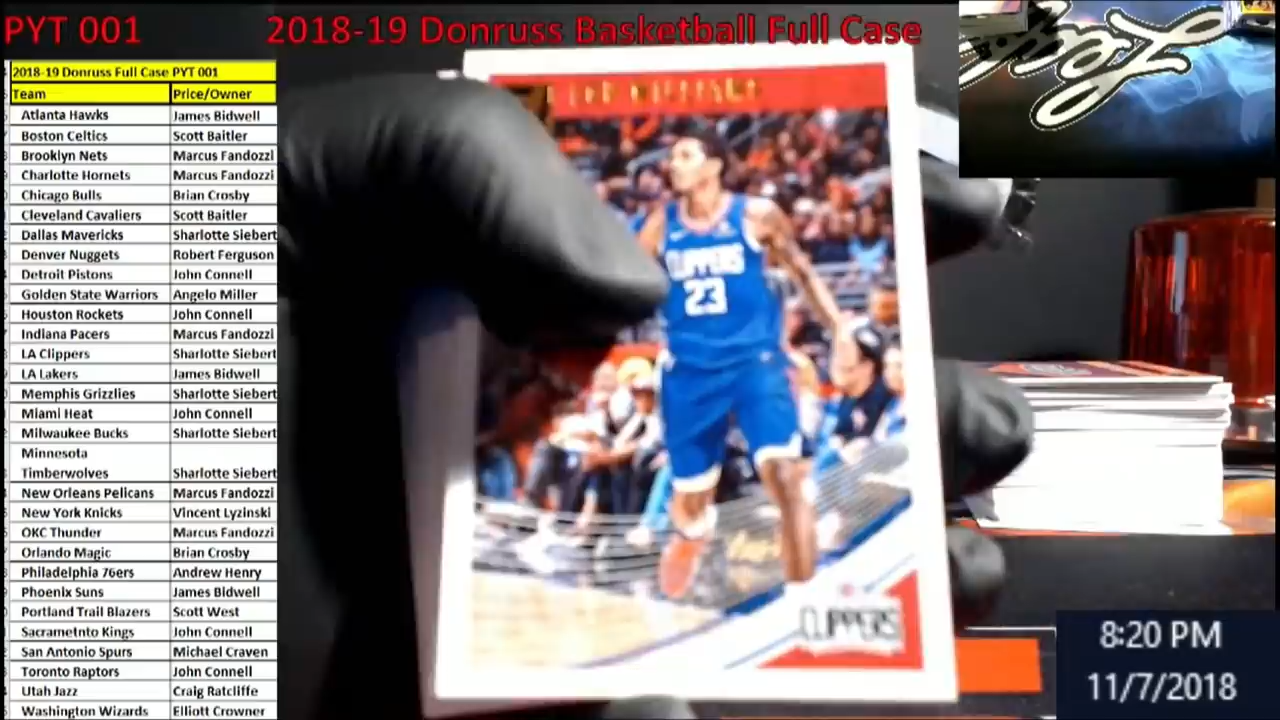 PYT 001 2018-19 Donruss Basketball Full Case
2018-19 Donruss Full Case PYT 001
Team Price/Owner
Atlanta Hawks James Bidwell
Boston Celtics Scott Baitler
Brooklyn Nets Marcus Fandozzi
Charlotte Hornets Marcus Fandozzi
Chicago Bulls Brian Crosby
Cleveland Cavaliers Scott Baitler
Dallas Mavericks Sharlotte Siebert
Denver Nuggets Robert Ferguson
Detroit Pistons John Connell
Golden State Warriors Angelo Miller
Houston Rockets John Connell
Indiana Pacers Marcus Fandozzi
LA Clippers Sharlotte Siebert
LA Lakers James Bidwell
Memphis Grizzlies Sharlotte Siebert
Miami Heat John Connell
Milwaukee Bucks Sharlotte Siebert
Minnesota
Timberwolves Sharlotte Siebert
New Orleans Pelicans Marcus Fandozzi
New York Knicks Vincent Lyzinski
OKC Thunder Marcus Fandozzi
Orlando Magic Brian Crosby
Philadelphia 76ers Andrew Henry
Phoenix Suns James Bidwell
Portland Trail Blazers Scott West
Sacrametnto Kings John Connell
San Antonio Spurs Michael Craven
Toronto Raptors John Connell
Utah Jazz Craig Ratcliffe
Washington Wizards Elliott Crowner
CLIPPERS
23
CLIPPERS
8:20 PM
11/7/2018